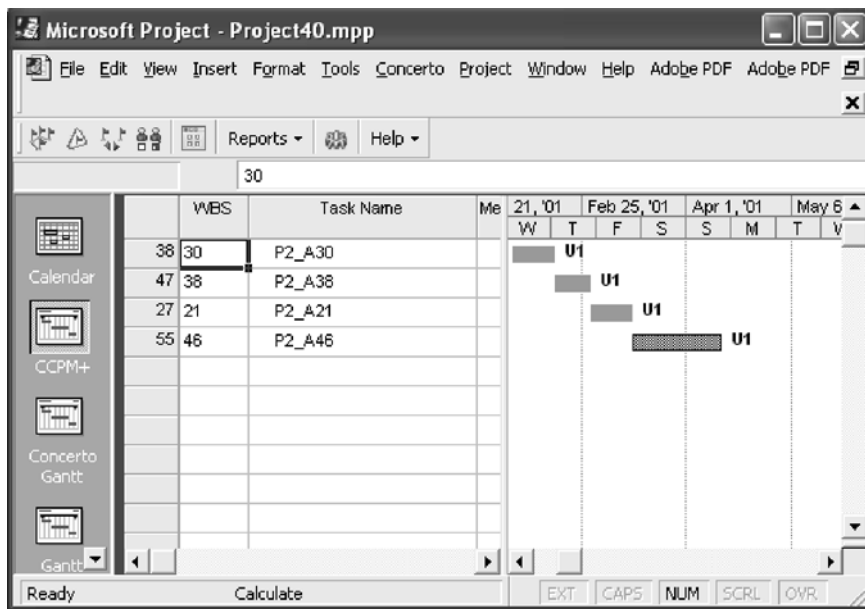 Microsoft Project - Project40.mpp
File Edit View Insert Format Tools Concerto Project Window Help Adobe PDF Adobe PDF
Reports Help
30
WBS Task Name Me 21, '01 Feb 25, '01 Apr 1, '01 May 6
W T F S S M T
38 30 P2_A30 U1
47 38 P2_A38 U1
27 21 P2_A21 U1
55 46 P2_A46 U1
Calendar
CCPM+
Concerto
Gantt
Gantt
Ready Calculate EXT CAPS NUM SCRL OVR